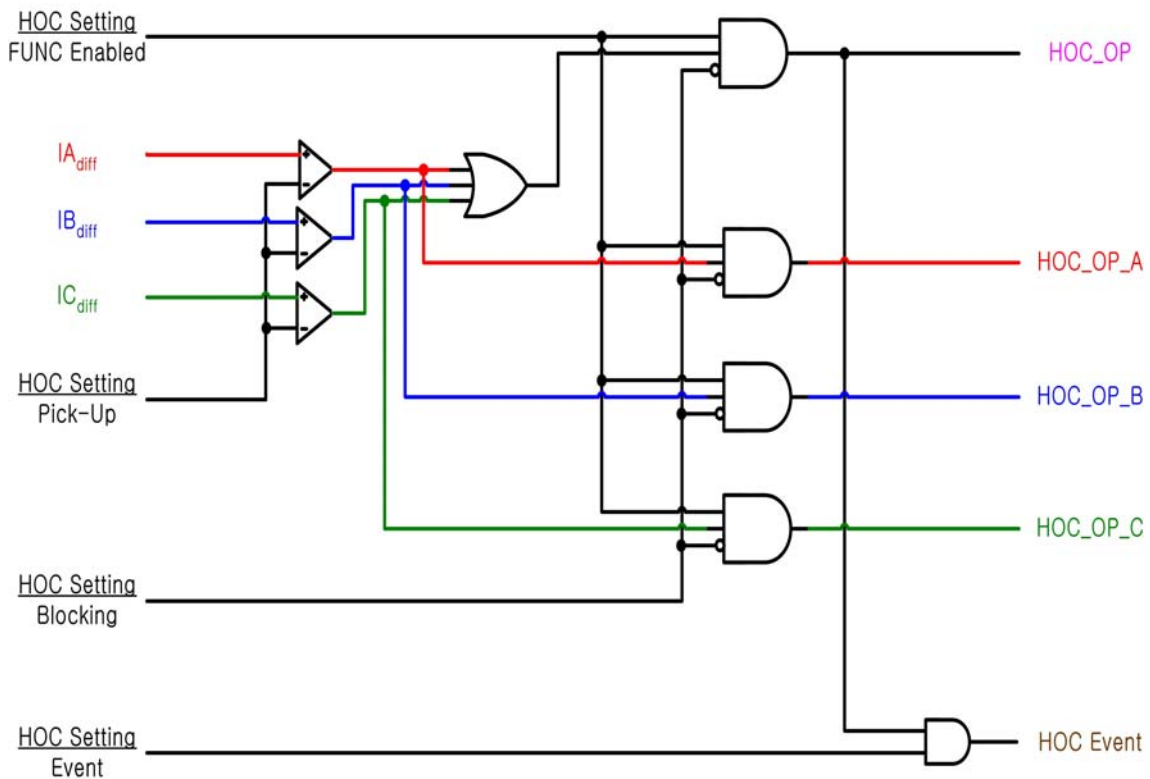 HOC Setting
FUNC Enabled
HOC_OP
IAdiff
+
-
IBdiff
+
-
HOC_OP_A
ICdiff
+
-
HOC Setting
Pick-Up
HOC_OP_B
HOC_OP_C
HOC Setting
Blocking
HOC Setting
Event
HOC Event